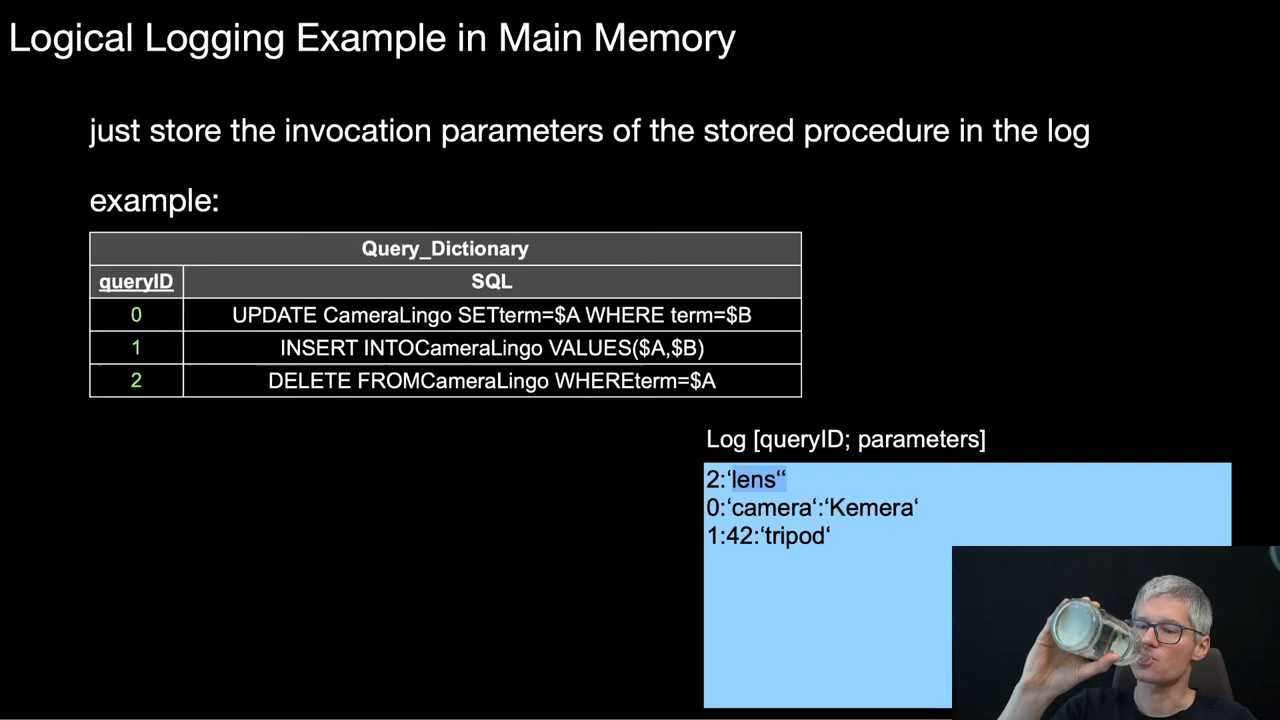 Logical Logging Example in Main Memory
just store the invocation parameters of the stored procedure in the log
example:
Query_Dictionary
queryID SQL
0 UPDATE CameraLingo SETterm=$A WHERE term=$B
1 INSERT INTOCameraLingo VALUES($A,$B)
2 DELETE FROMCameraLingo WHEREterm=$A
Log [queryID; parameters]
2:‘lens‘‘
0:‘camera‘:‘Kemera‘
1:42:‘tripod‘